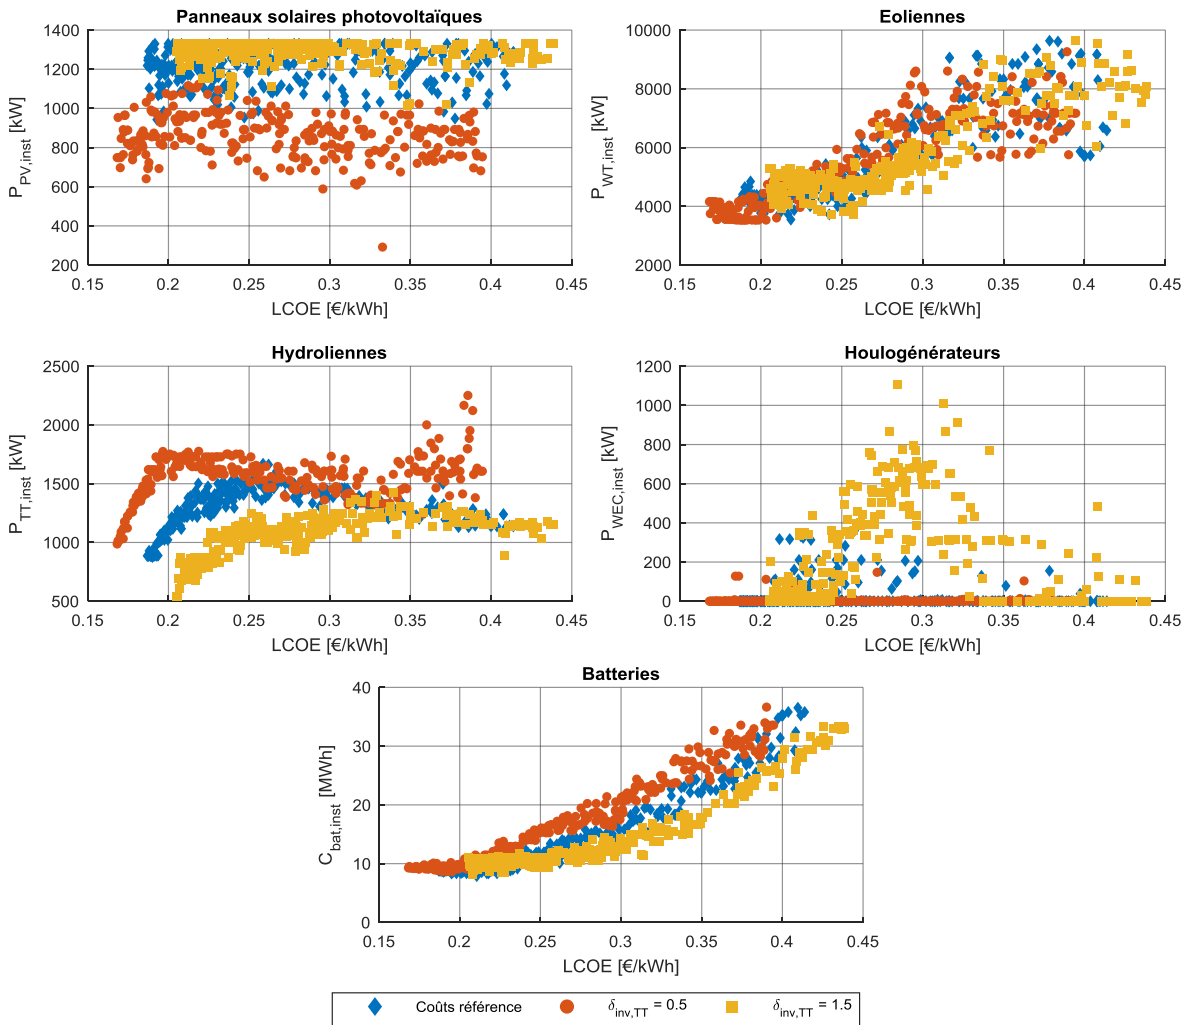 Panneaux solaires photovoltaïques
1400
1200
1000
800
600
400
200
P_PV,inst [kW]
0.15 0.2 0.25 0.3 0.35 0.4 0.45
LCOE [€/kWh]
Eoliennes
10000
8000
6000
4000
2000
P_WT,inst [kW]
0.15 0.2 0.25 0.3 0.35 0.4 0.45
LCOE [€/kWh]
Hydroliennes
2500
2000
1500
1000
500
P_TT,inst [kW]
0.15 0.2 0.25 0.3 0.35 0.4 0.45
LCOE [€/kWh]
Houlogénérateurs
1200
1000
800
600
400
200
0
P_WEC,inst [kW]
0.15 0.2 0.25 0.3 0.35 0.4 0.45
LCOE [€/kWh]
Batteries
40
30
20
10
0
C_bat,inst [MWh]
0.15 0.2 0.25 0.3 0.35 0.4 0.45
LCOE [€/kWh]
Coûts référence δ_inv,TT = 0.5 δ_inv,TT = 1.5